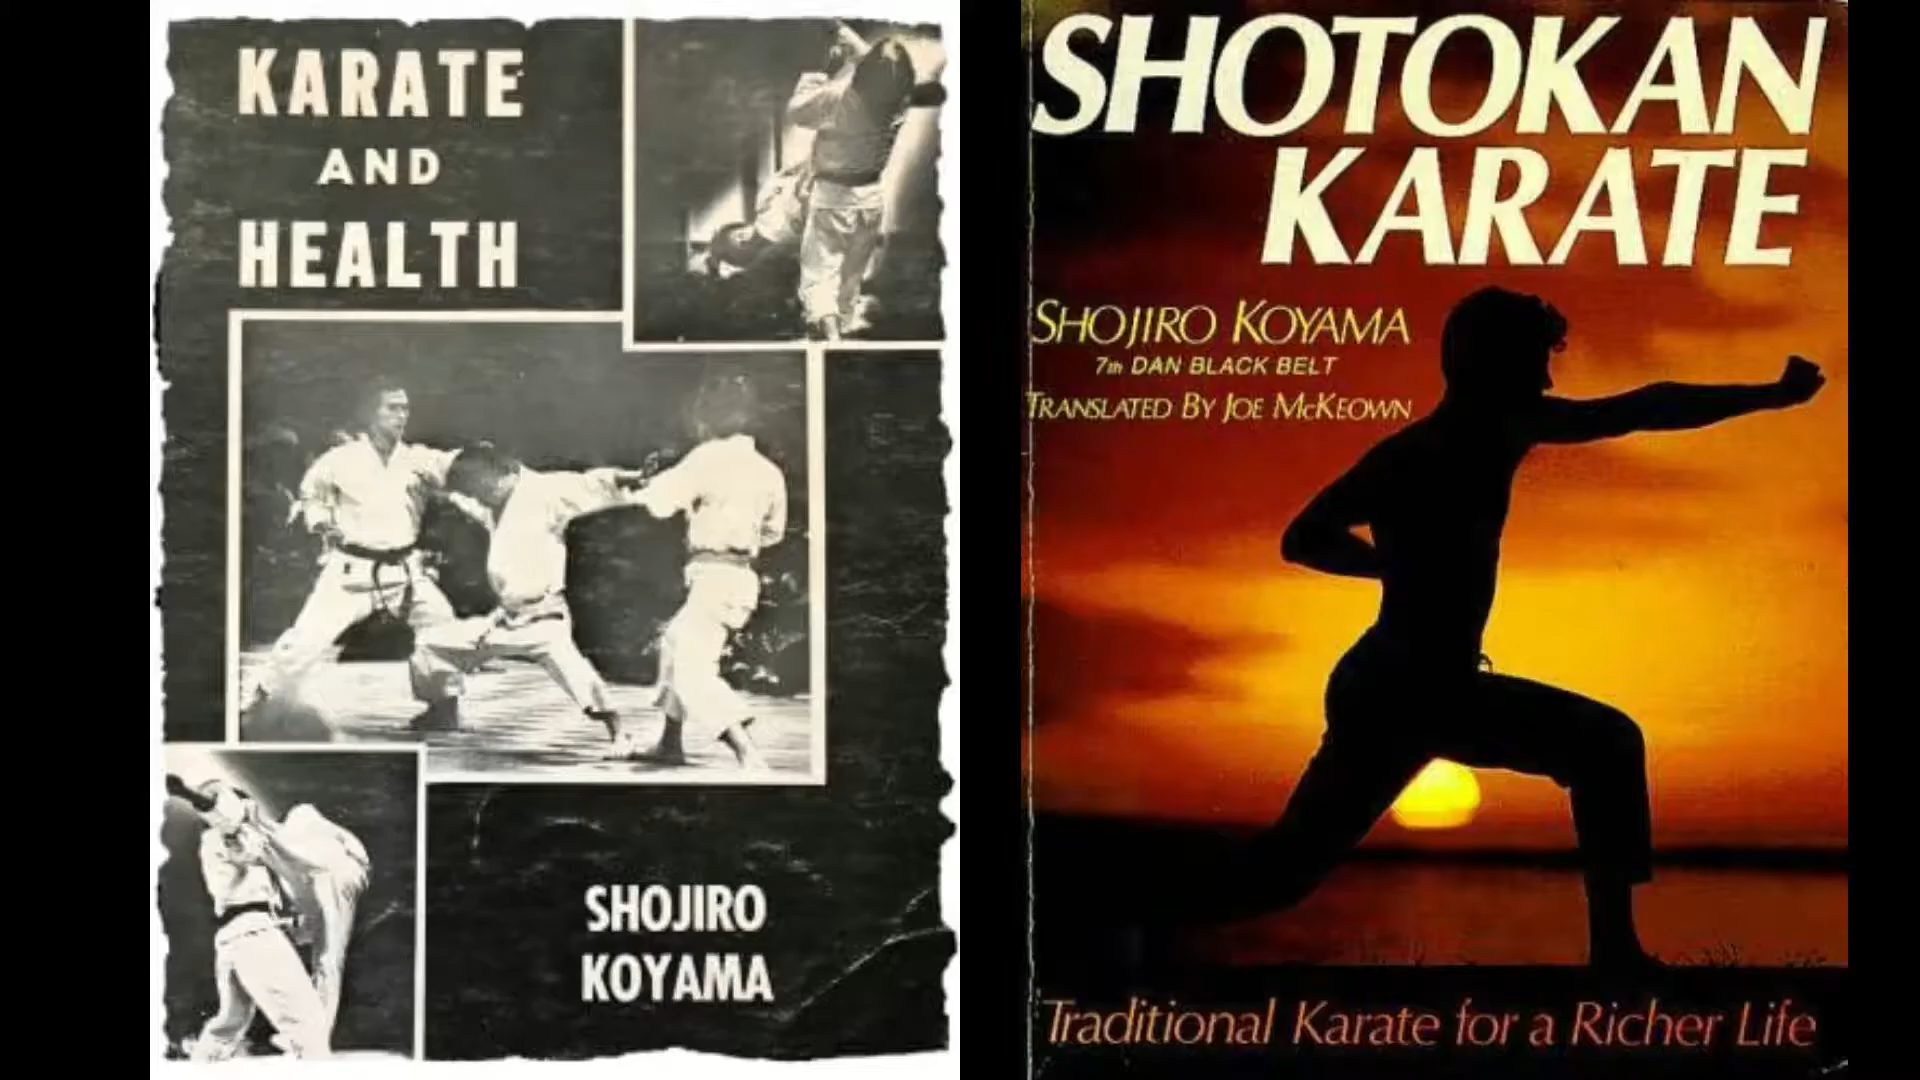 KARATE
AND
HEALTH
SHOJIRO
KOYAMA
SHOTOKAN
KARATE
SHOJIRO KOYAMA
7th DAN BLACK BELT
TRANSLATED BY JOE McKEOWN
Traditional Karate for a Richer Life